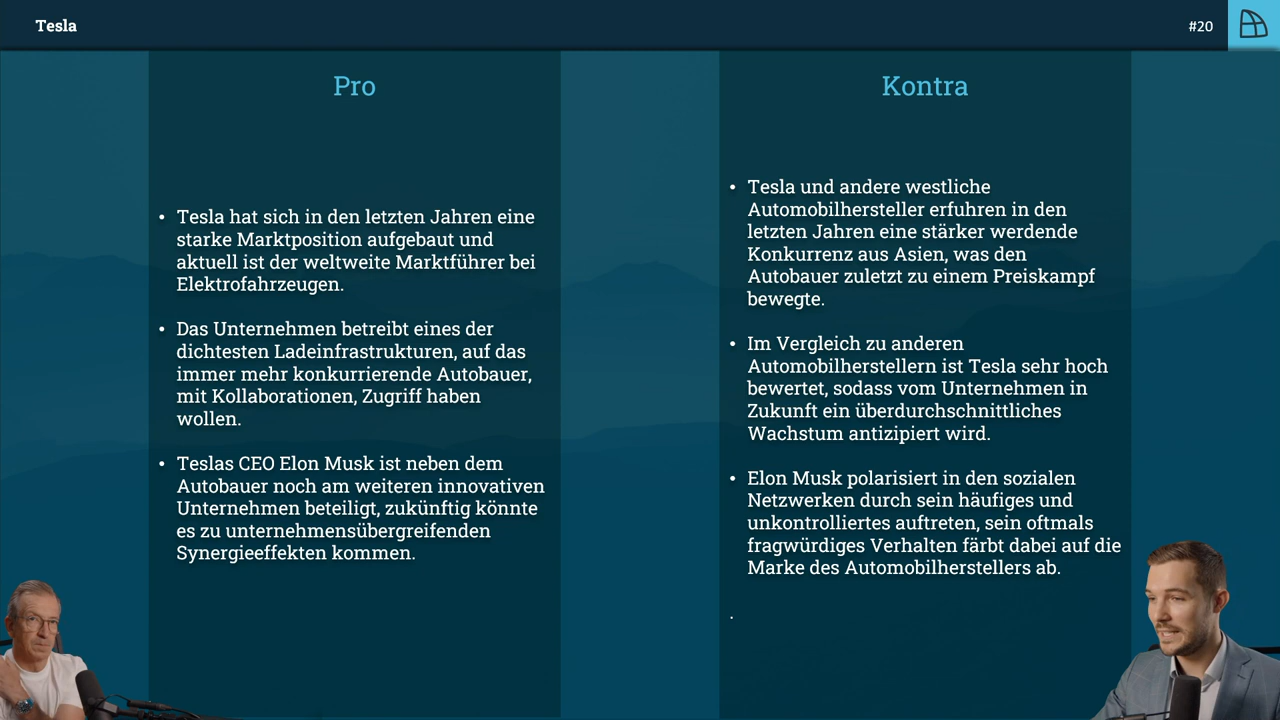 Tesla
#20
Pro
• Tesla hat sich in den letzten Jahren eine
starke Marktposition aufgebaut und
aktuell ist der weltweite Marktführer bei
Elektrofahrzeugen.
• Das Unternehmen betreibt eines der
dichtesten Ladeinfrastrukturen, auf das
immer mehr konkurrierende Autobauer,
mit Kollaborationen, Zugriff haben
wollen.
• Teslas CEO Elon Musk ist neben dem
Autobauer noch am weiteren innovativen
Unternehmen beteiligt, zukünftig könnte
es zu unternehmensübergreifenden
Synergieeffekten kommen.
Kontra
• Tesla und andere westliche
Automobilhersteller erfuhren in den
letzten Jahren eine stärker werdende
Konkurrenz aus Asien, was den
Autobauer zuletzt zu einem Preiskampf
bewegte.
• Im Vergleich zu anderen
Automobilherstellern ist Tesla sehr hoch
bewertet, sodass vom Unternehmen in
Zukunft ein überdurchschnittliches
Wachstum antizipiert wird.
• Elon Musk polarisiert in den sozialen
Netzwerken durch sein häufiges und
unkontrolliertes auftreten, sein oftmals
fragwürdiges Verhalten färbt dabei auf die
Marke des Automobilherstellers ab.
.